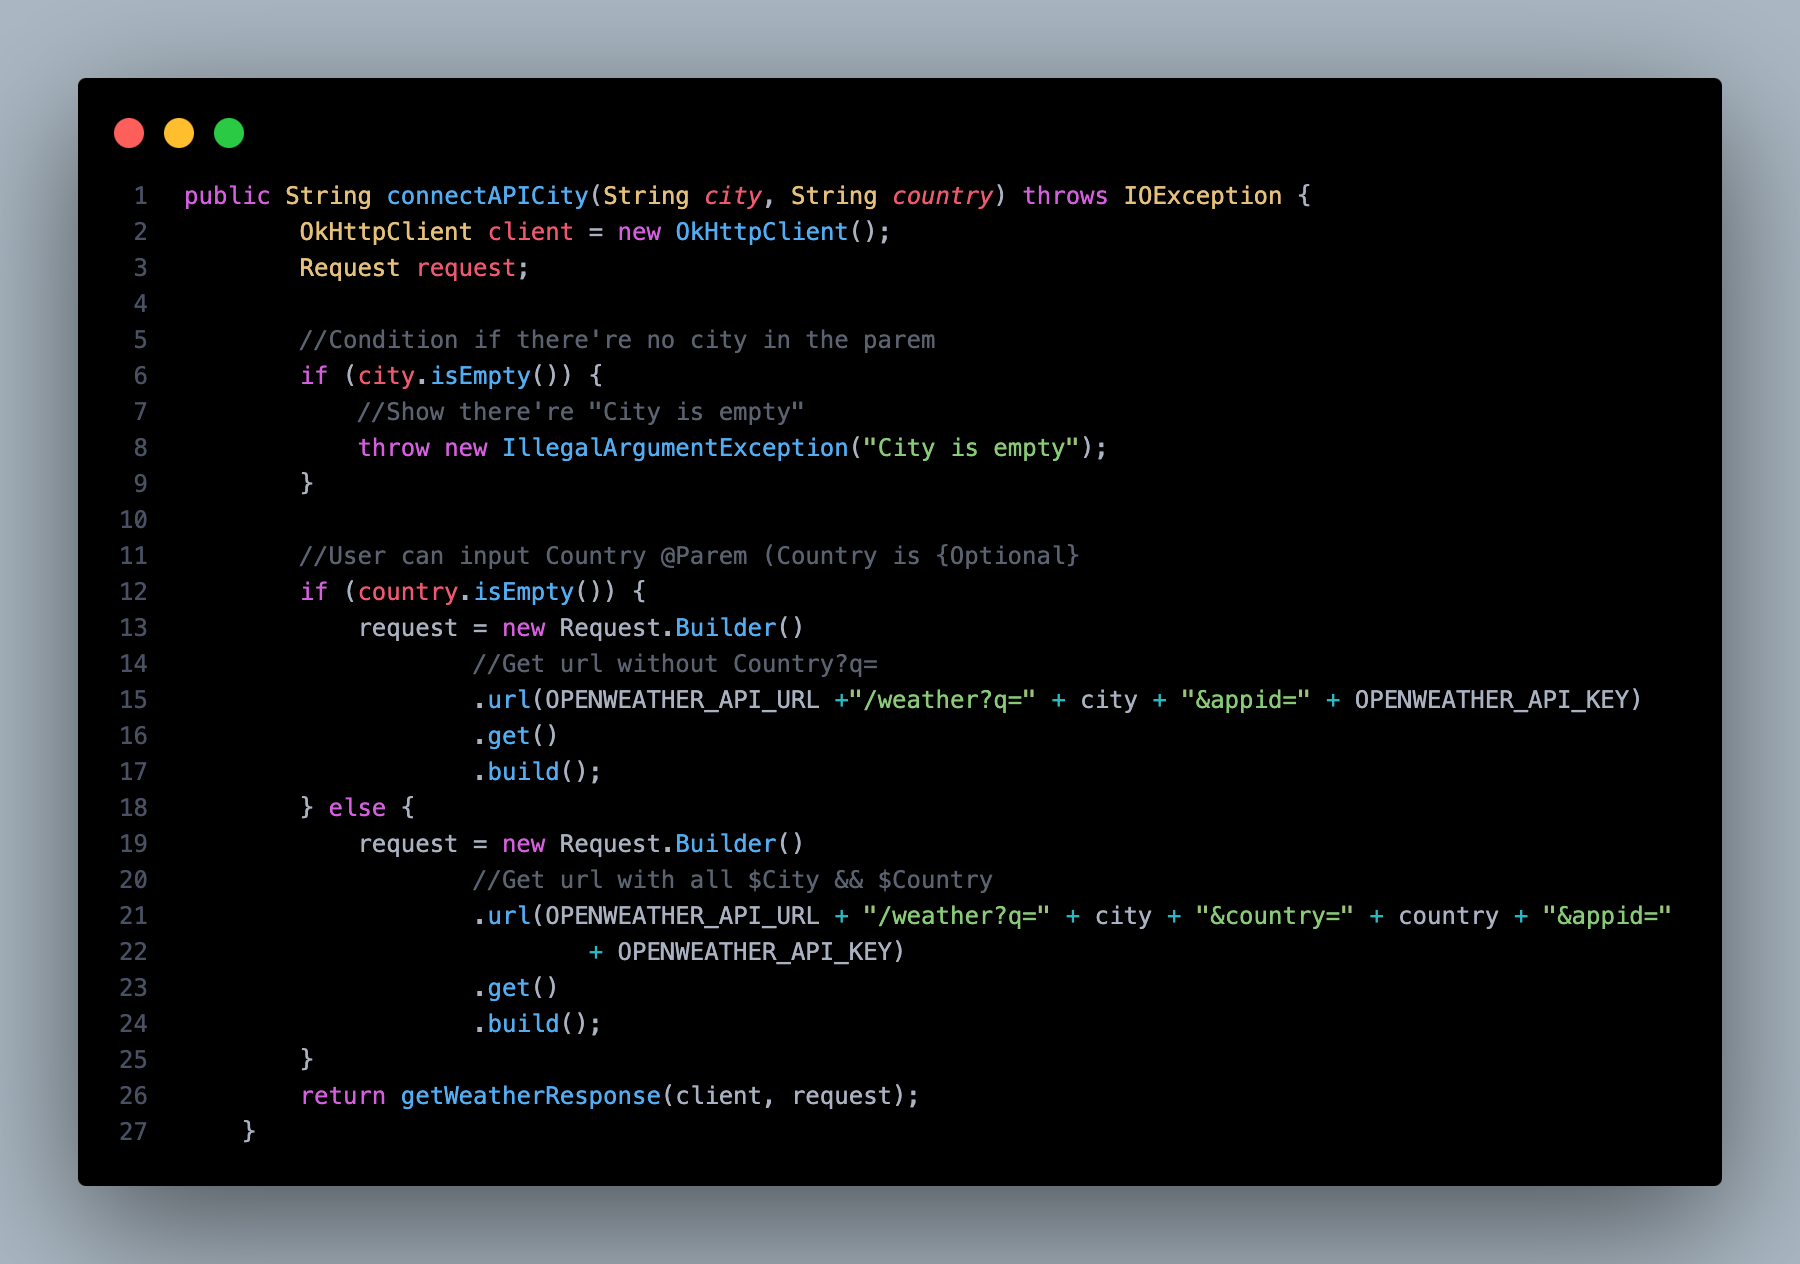 1 public String connectAPICity(String city, String country) throws IOException {
2 OkHttpClient client = new OkHttpClient();
3 Request request;
4
5 //Condition if there're no city in the parem
6 if (city.isEmpty()) {
7 //Show there're "City is empty"
8 throw new IllegalArgumentException("City is empty");
9 }
10
11 //User can input Country @Parem (Country is {Optional}
12 if (country.isEmpty()) {
13 request = new Request.Builder()
14 //Get url without Country?q=
15 .url(OPENWEATHER_API_URL +"/weather?q=" + city + "&appid=" + OPENWEATHER_API_KEY)
16 .get()
17 .build();
18 } else {
19 request = new Request.Builder()
20 //Get url with all $City && $Country
21 .url(OPENWEATHER_API_URL + "/weather?q=" + city + "&country=" + country + "&appid="
22 + OPENWEATHER_API_KEY)
23 .get()
24 .build();
25 }
26 return getWeatherResponse(client, request);
27 }